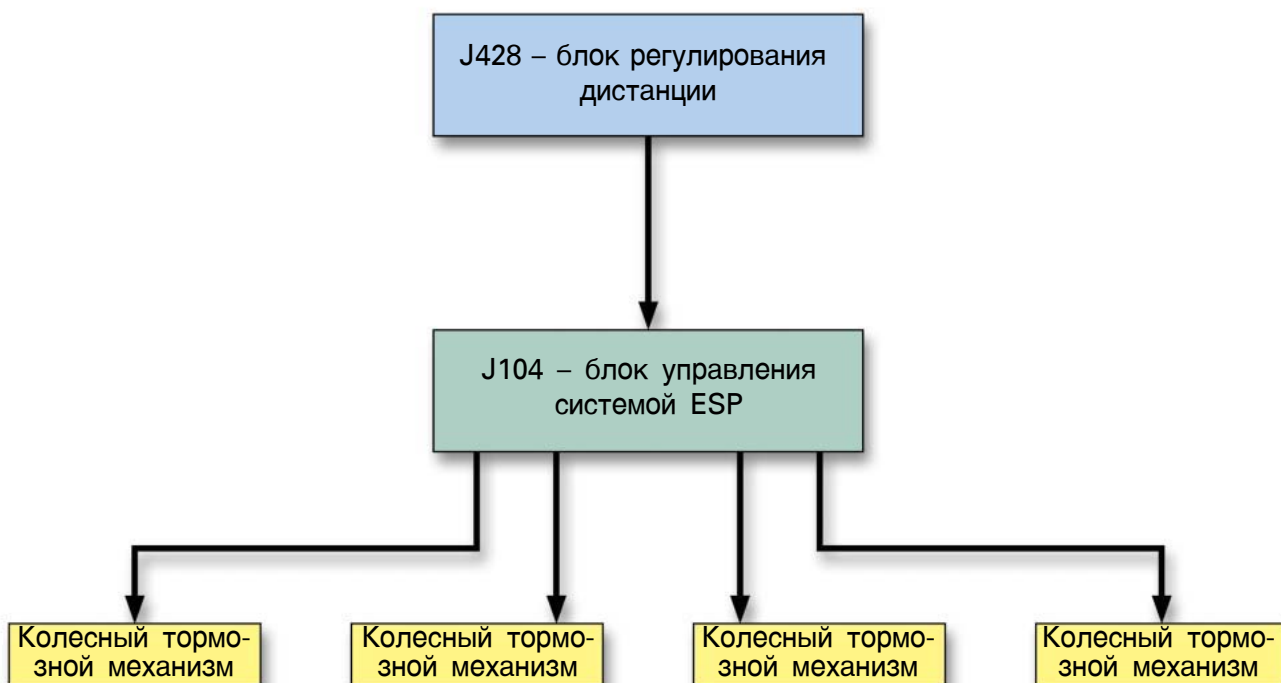 J428 – блок регулирования
дистанции
J104 – блок управления
системой ESP
Колесный тормо-
зной механизм
Колесный тормо-
зной механизм
Колесный тормо-
зной механизм
Колесный тормо-
зной механизм